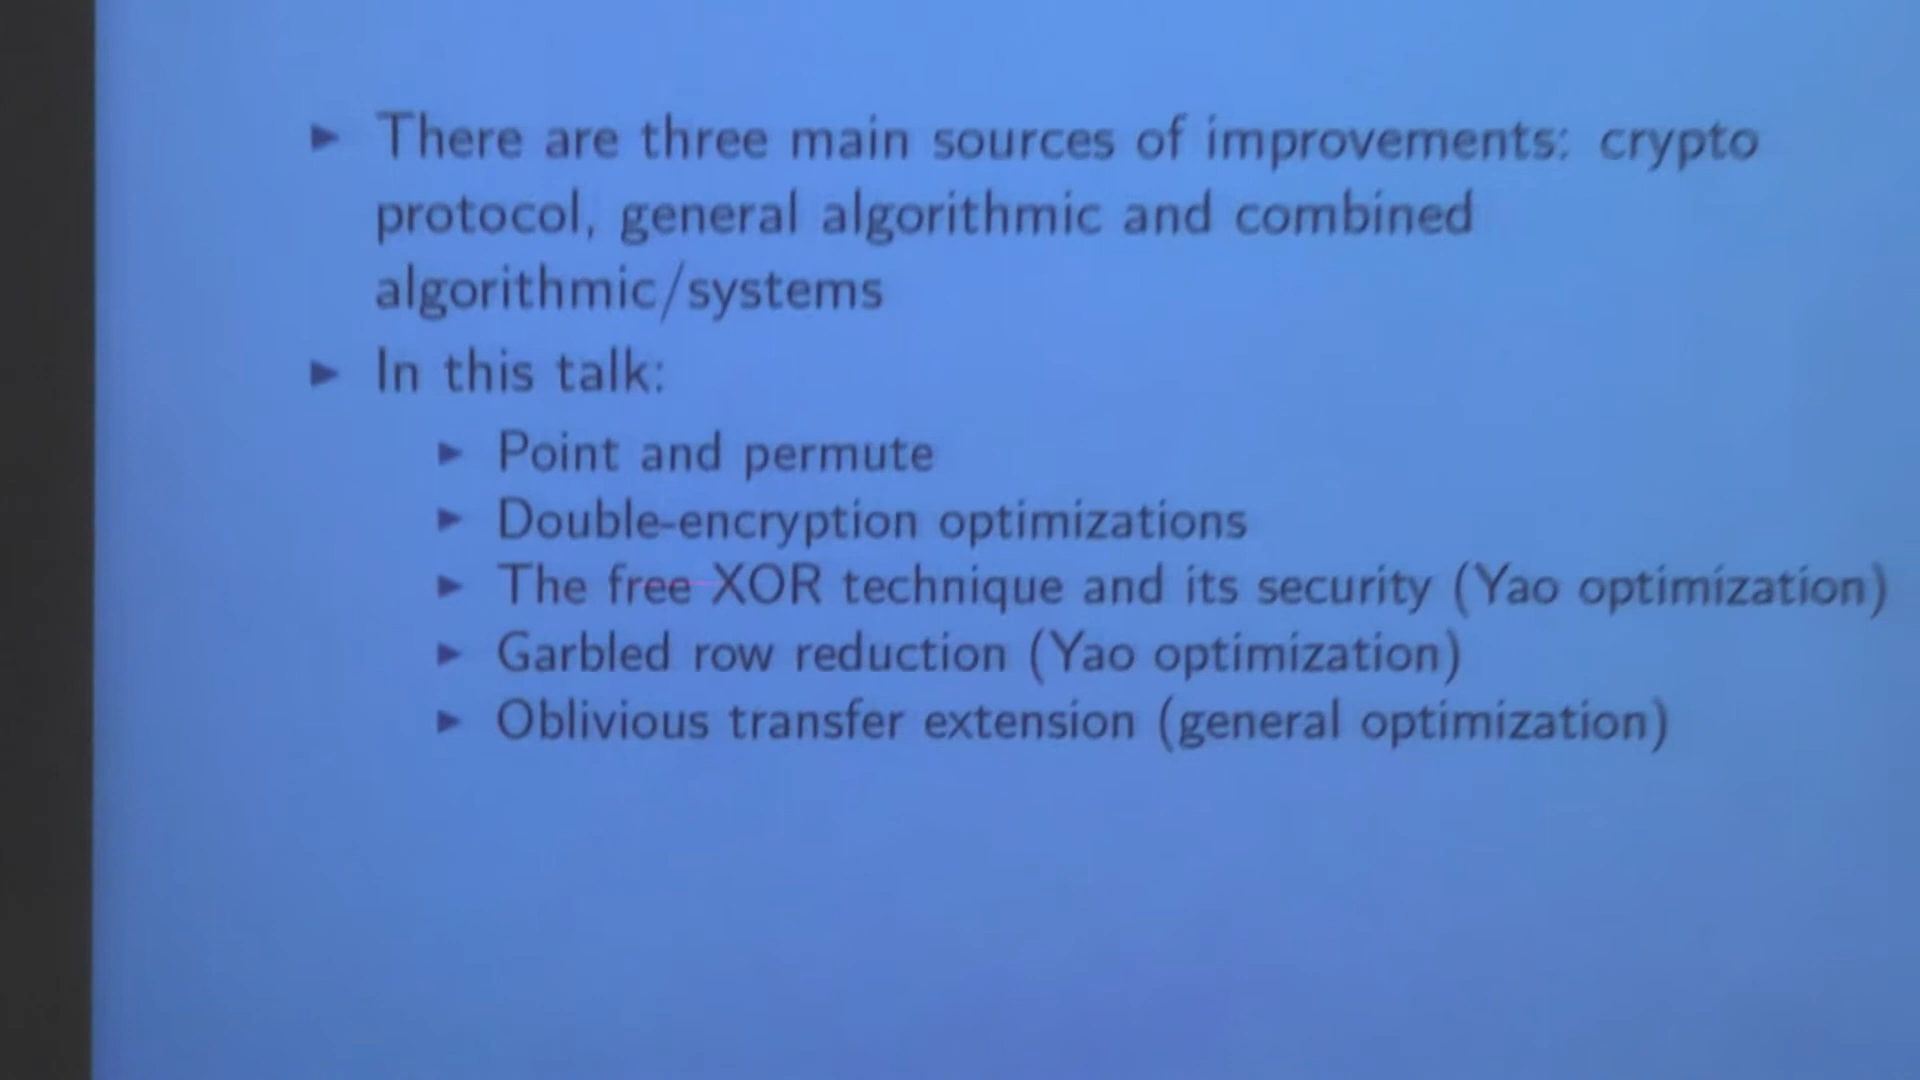 There are three main sources of improvements: crypto
protocol, general algorithmic and combined
algorithmic/systems
In this talk:
Point and permute
Double-encryption optimizations
The free XOR technique and its security (Yao optimization)
Garbled row reduction (Yao optimization)
Oblivious transfer extension (general optimization)